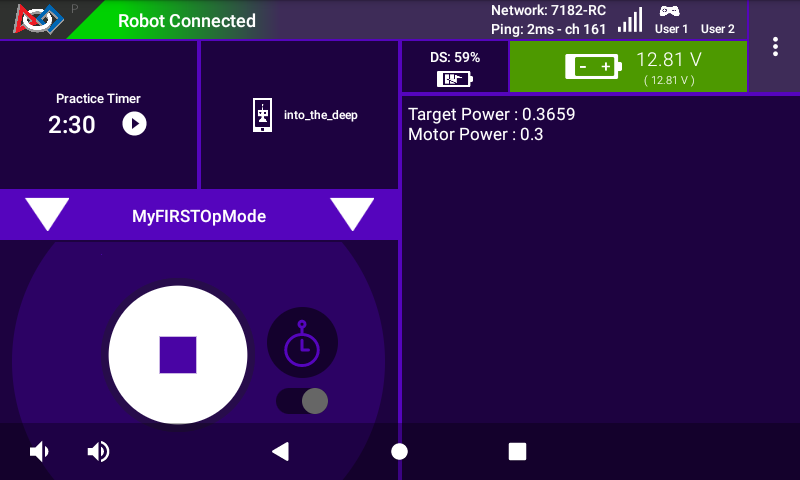 P
Robot Connected
Network: 7182-RC
Ping: 2ms - ch 161
User 1
User 2
DS: 59%
12.81 V
( 12.81 V )
Practice Timer
2:30
into_the_deep
Target Power : 0.3659
Motor Power : 0.3
MyFIRSTOpMode